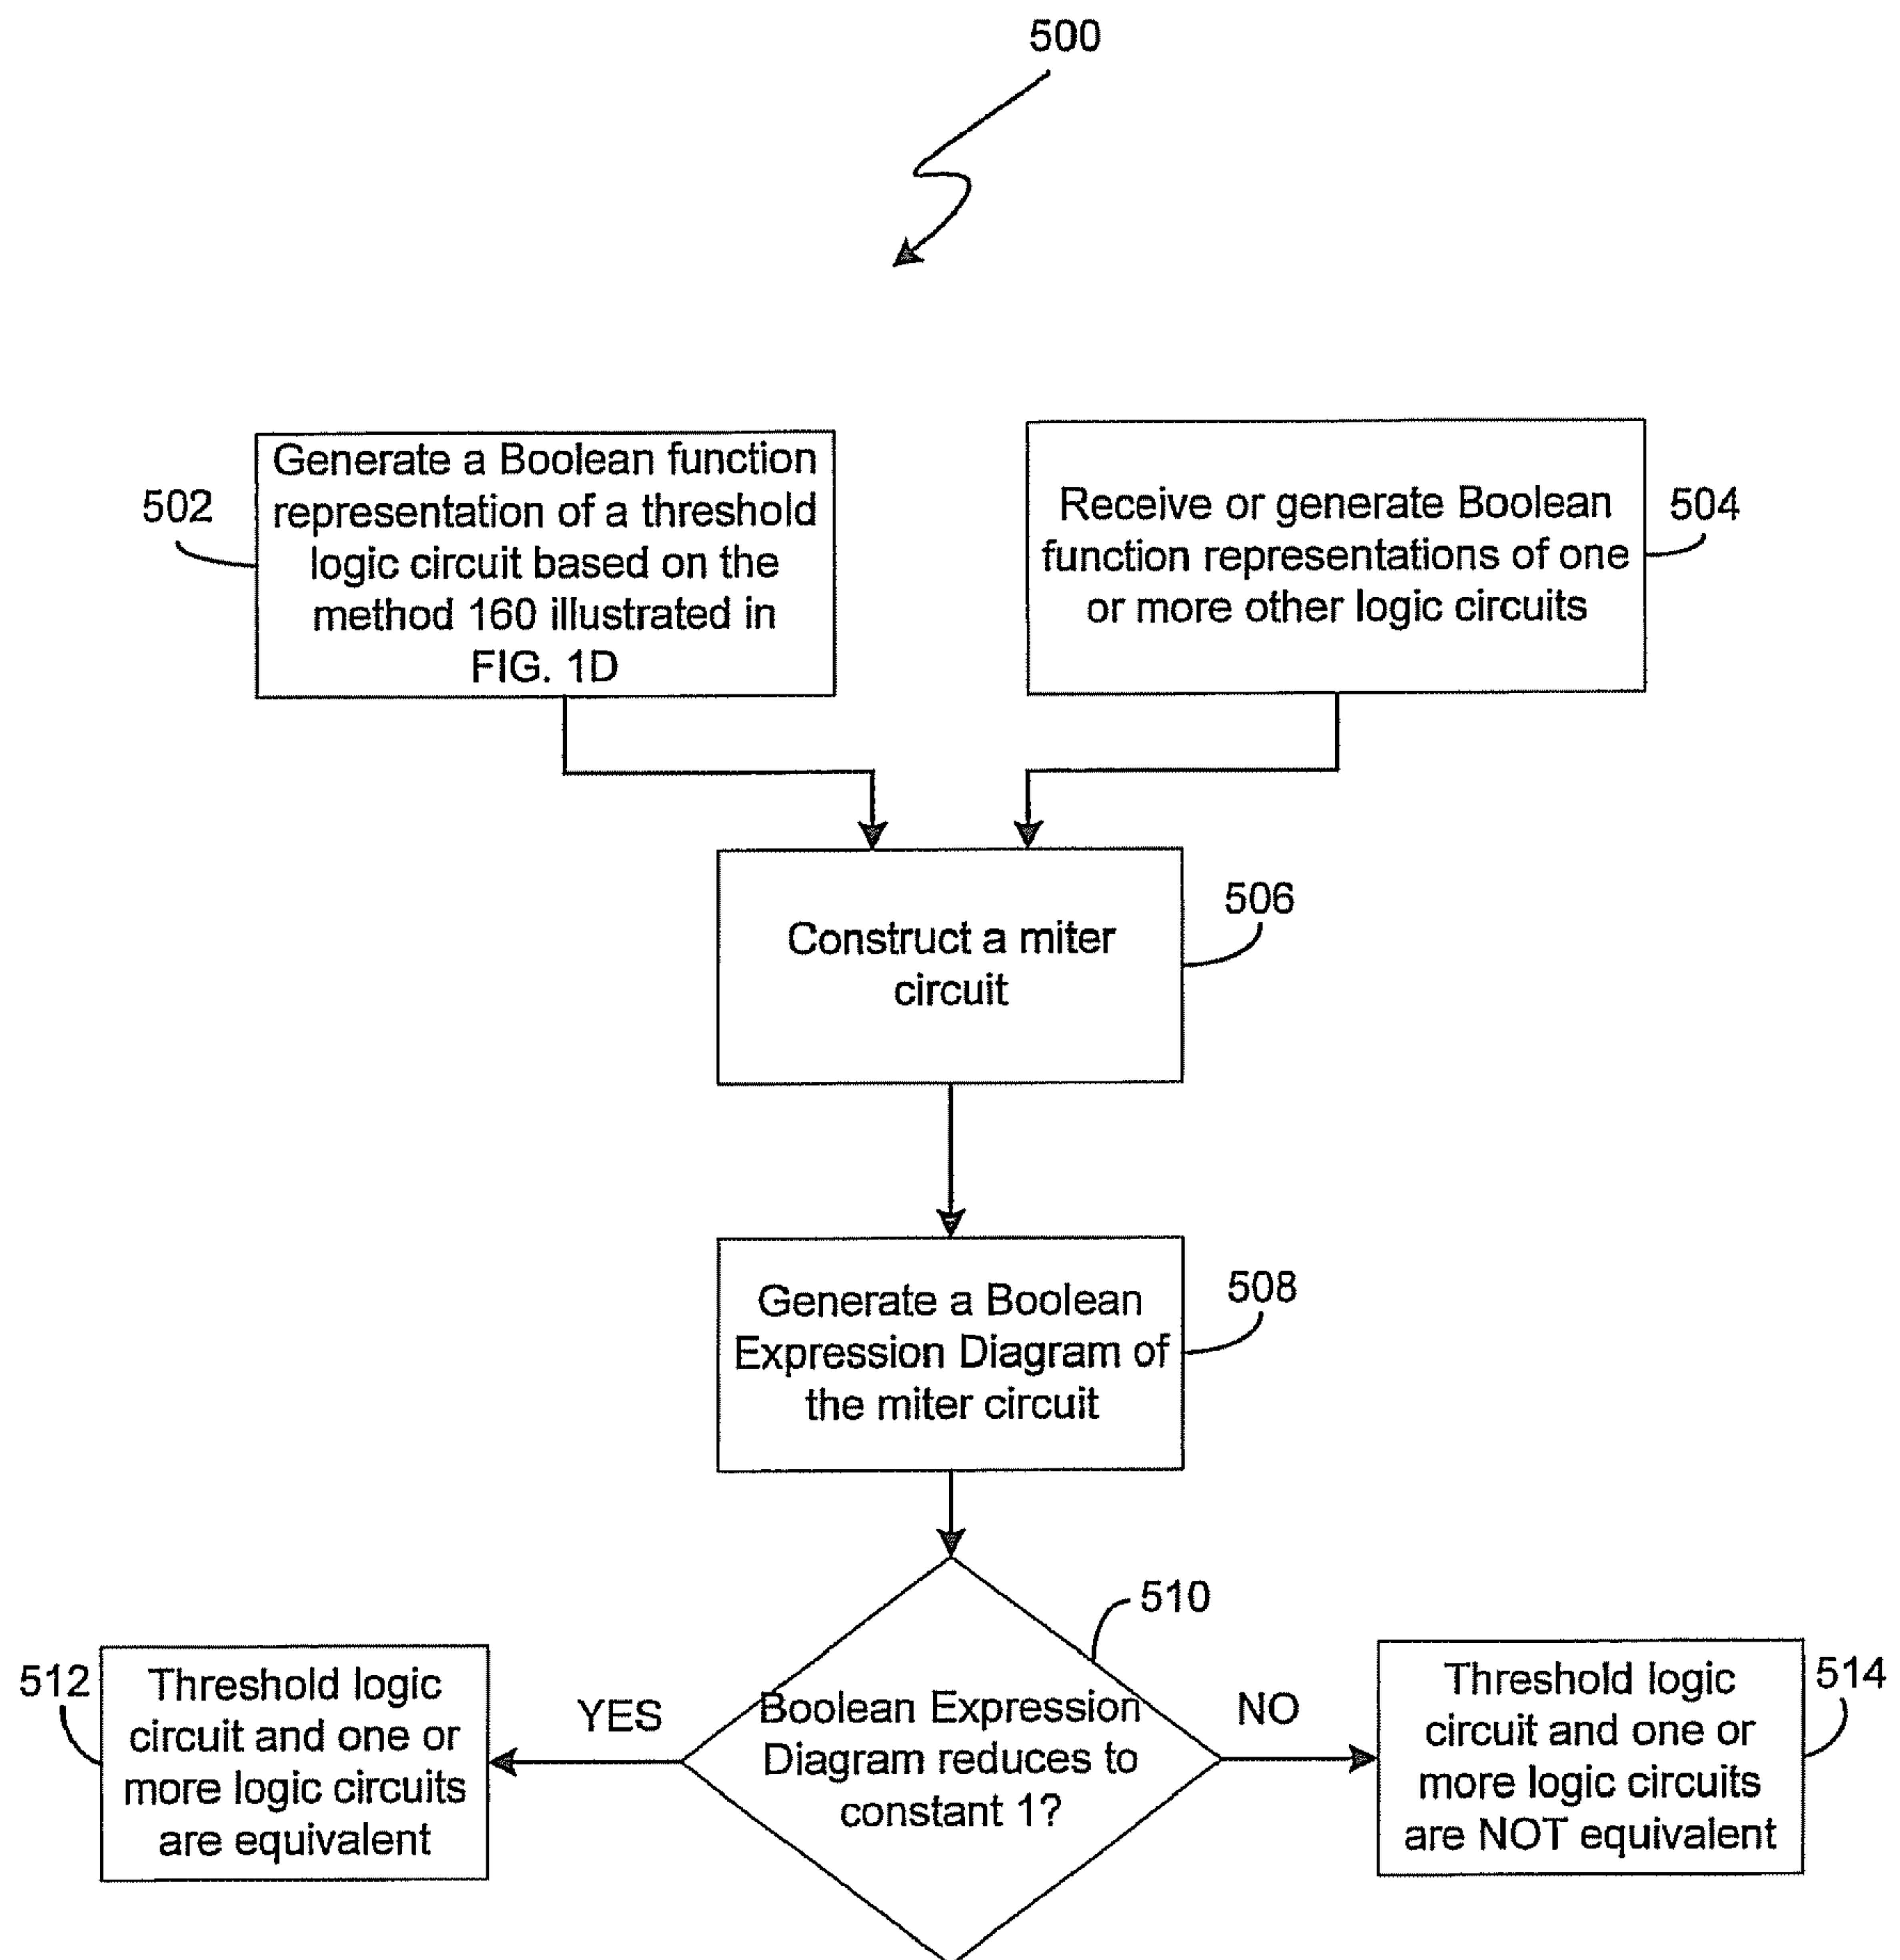 500
502
Generate a Boolean function
representation of a threshold
logic circuit based on the
method 160 illustrated in
FIG. 1D
Receive or generate Boolean
function representations of one
or more other logic circuits
504
Construct a miter
circuit
506
Generate a Boolean
Expression Diagram of
the miter circuit
508
510
Boolean Expression
Diagram reduces to
constant 1?
YES
NO
512
Threshold logic
circuit and one or
more logic circuits
are equivalent
Threshold logic
circuit and one or
more logic circuits
are NOT equivalent
514